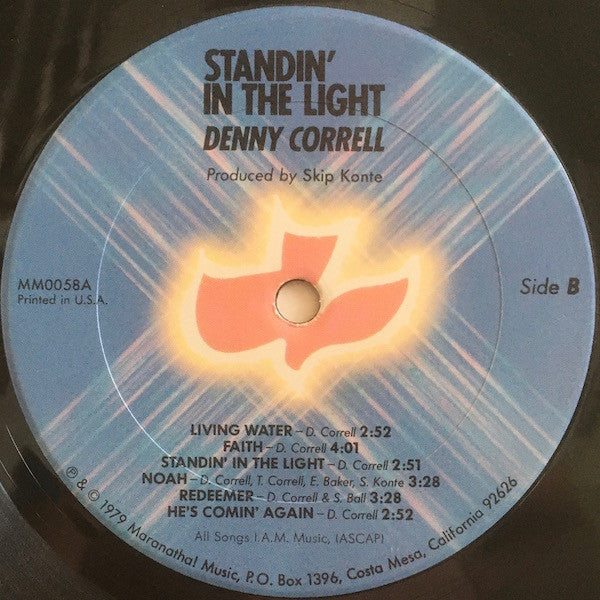 STANDIN'
IN THE LIGHT
DENNY CORRELL
Produced by Skip Konte
MM0058A
Printed in U.S.A.
Side B
LIVING WATER – D. Correll 2:52
FAITH – D. Correll 4:01
STANDIN' IN THE LIGHT – D. Correll 2:51
NOAH – D. Correll, T. Correll, E. Baker, S. Konte 3:28
REDEEMER – D. Correll & S. Ball 3:28
HE'S COMIN' AGAIN – D. Correll 2:52
All Songs I.A.M. Music, (ASCAP)
℗ & © 1979 Maranatha! Music, P.O. Box 1396, Costa Mesa, California 92626